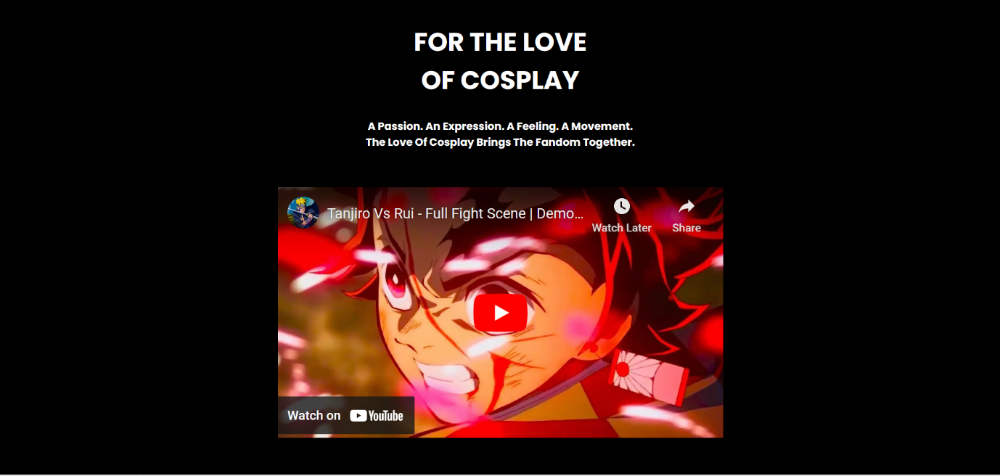 FOR THE LOVE
OF COSPLAY
A Passion. An Expression. A Feeling. A Movement.
The Love Of Cosplay Brings The Fandom Together.
Tanjiro Vs Rui - Full Fight Scene | Demo...
Watch Later
Share
Watch on YouTube